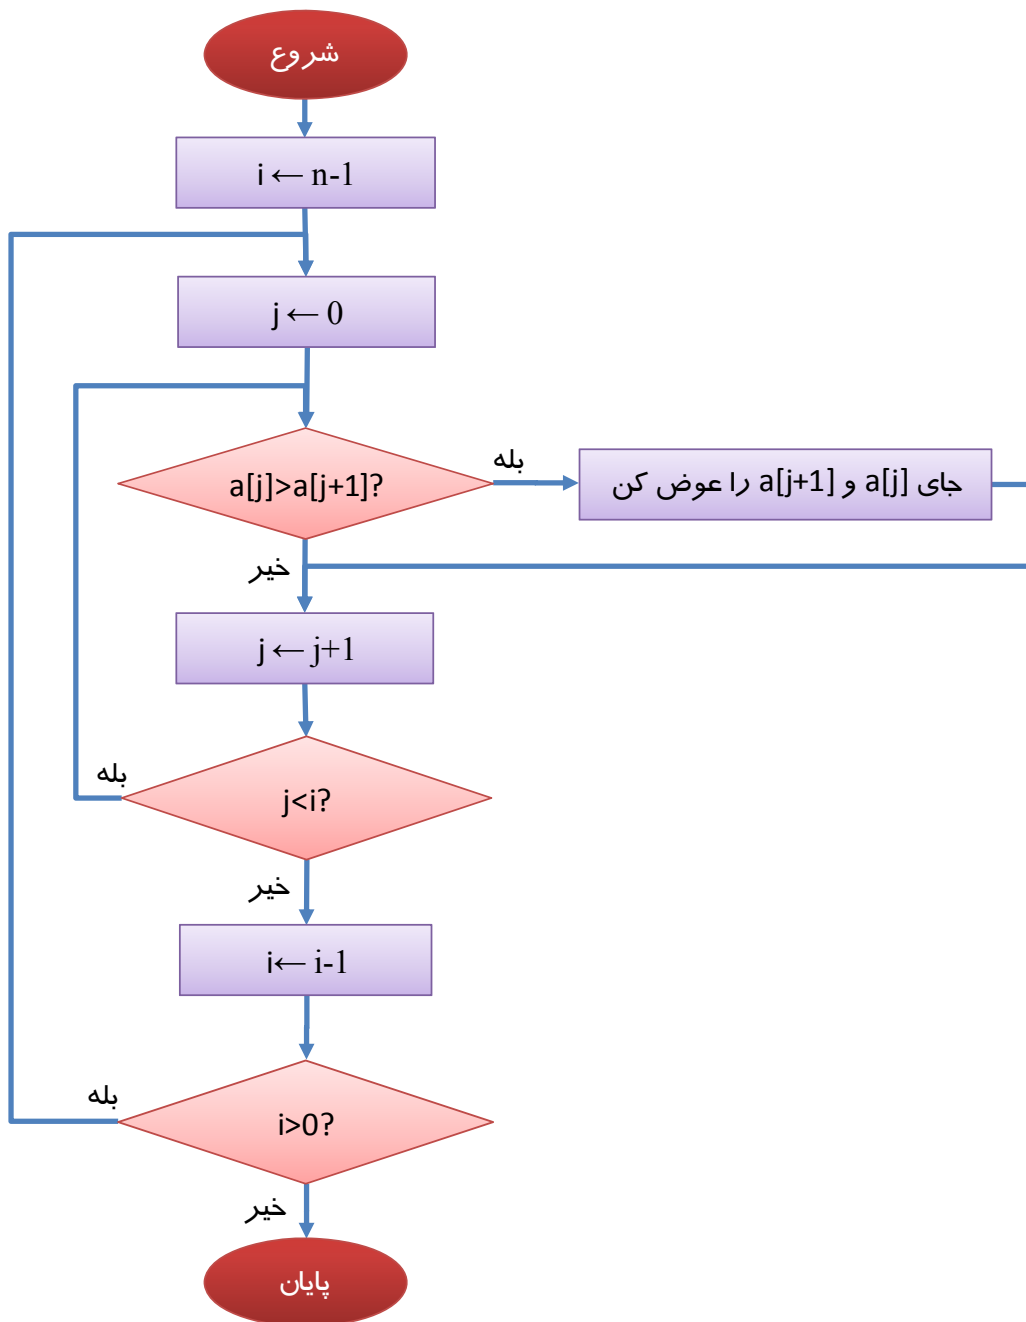 شروع
i ← n-1
j ← 0
a[j]>a[j+1]?
بله
جای a[j] و a[j+1] را عوض کن
خیر
j ← j+1
بله
j<i?
خیر
i← i-1
بله
i>0?
خیر
پایان